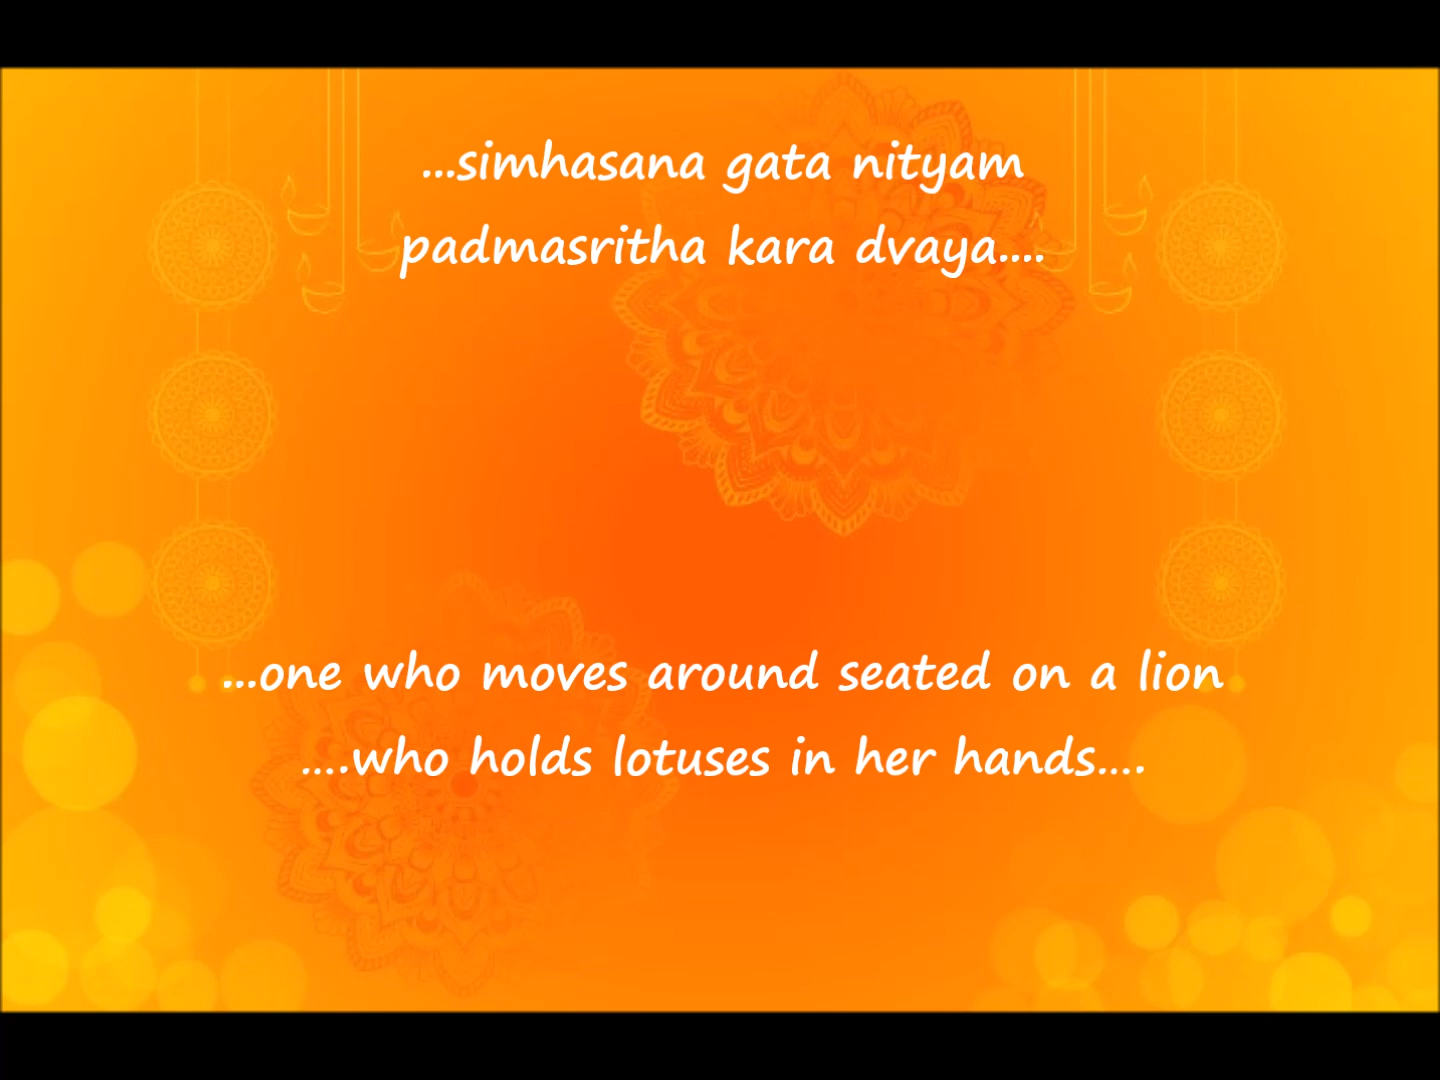 ...simhasana gata nityam
padmasritha kara dvaya....
...one who moves around seated on a lion
....who holds lotuses in her hands....